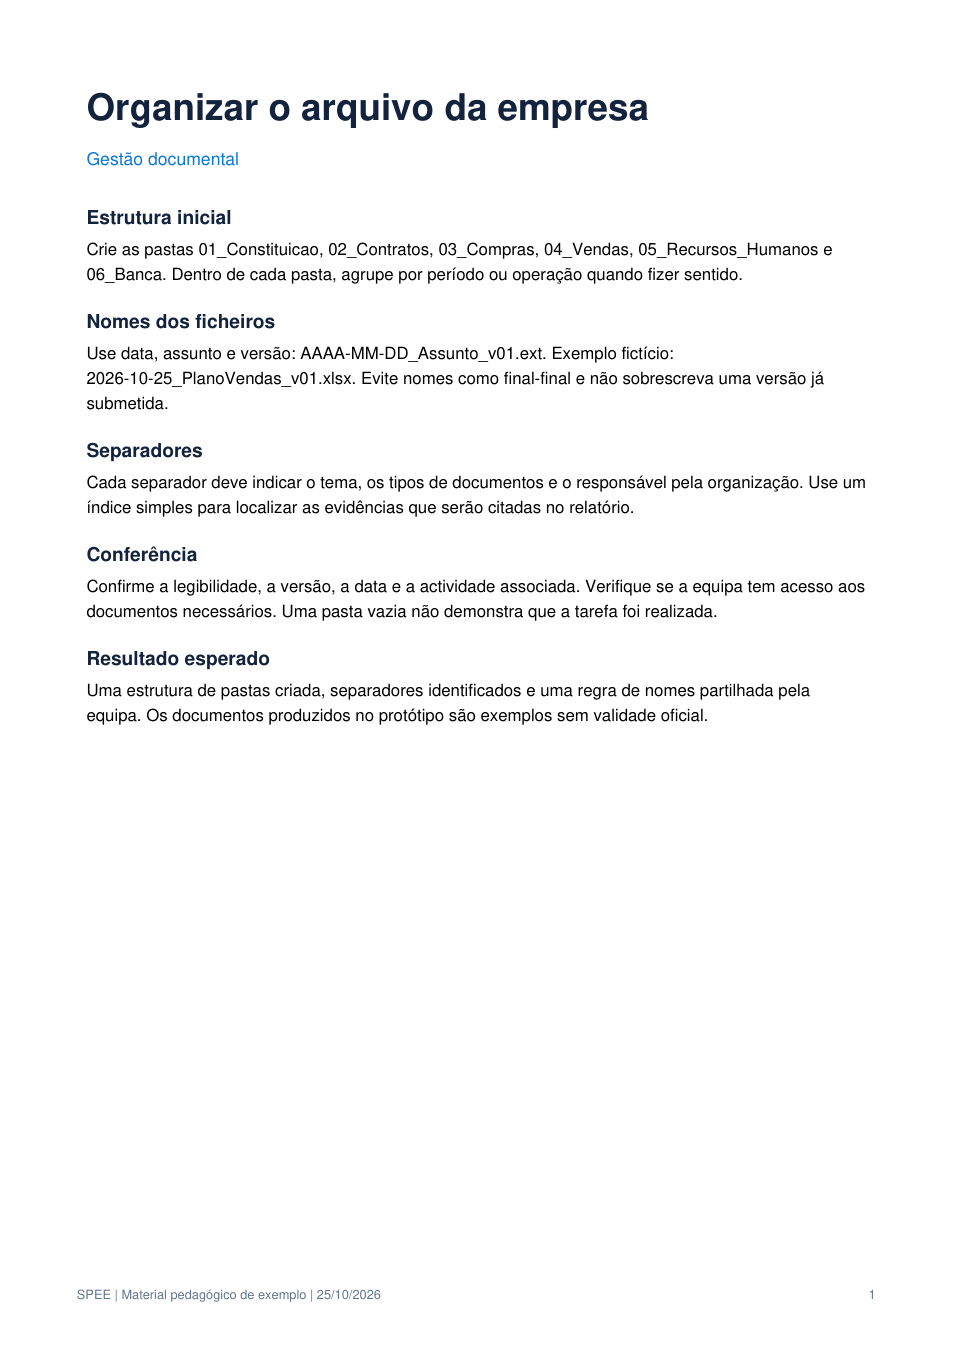 Organizar o arquivo da empresa
Gestão documental
Estrutura inicial
Crie as pastas 01_Constituicao, 02_Contratos, 03_Compras, 04_Vendas, 05_Recursos_Humanos e
06_Banca. Dentro de cada pasta, agrupe por período ou operação quando fizer sentido.
Nomes dos ficheiros
Use data, assunto e versão: AAAA-MM-DD_Assunto_v01.ext. Exemplo fictício:
2026-10-25_PlanoVendas_v01.xlsx. Evite nomes como final-final e não sobrescreva uma versão já
submetida.
Separadores
Cada separador deve indicar o tema, os tipos de documentos e o responsável pela organização. Use um
índice simples para localizar as evidências que serão citadas no relatório.
Conferência
Confirme a legibilidade, a versão, a data e a actividade associada. Verifique se a equipa tem acesso aos
documentos necessários. Uma pasta vazia não demonstra que a tarefa foi realizada.
Resultado esperado
Uma estrutura de pastas criada, separadores identificados e uma regra de nomes partilhada pela
equipa. Os documentos produzidos no protótipo são exemplos sem validade oficial.
SPEE | Material pedagógico de exemplo | 25/10/2026
1